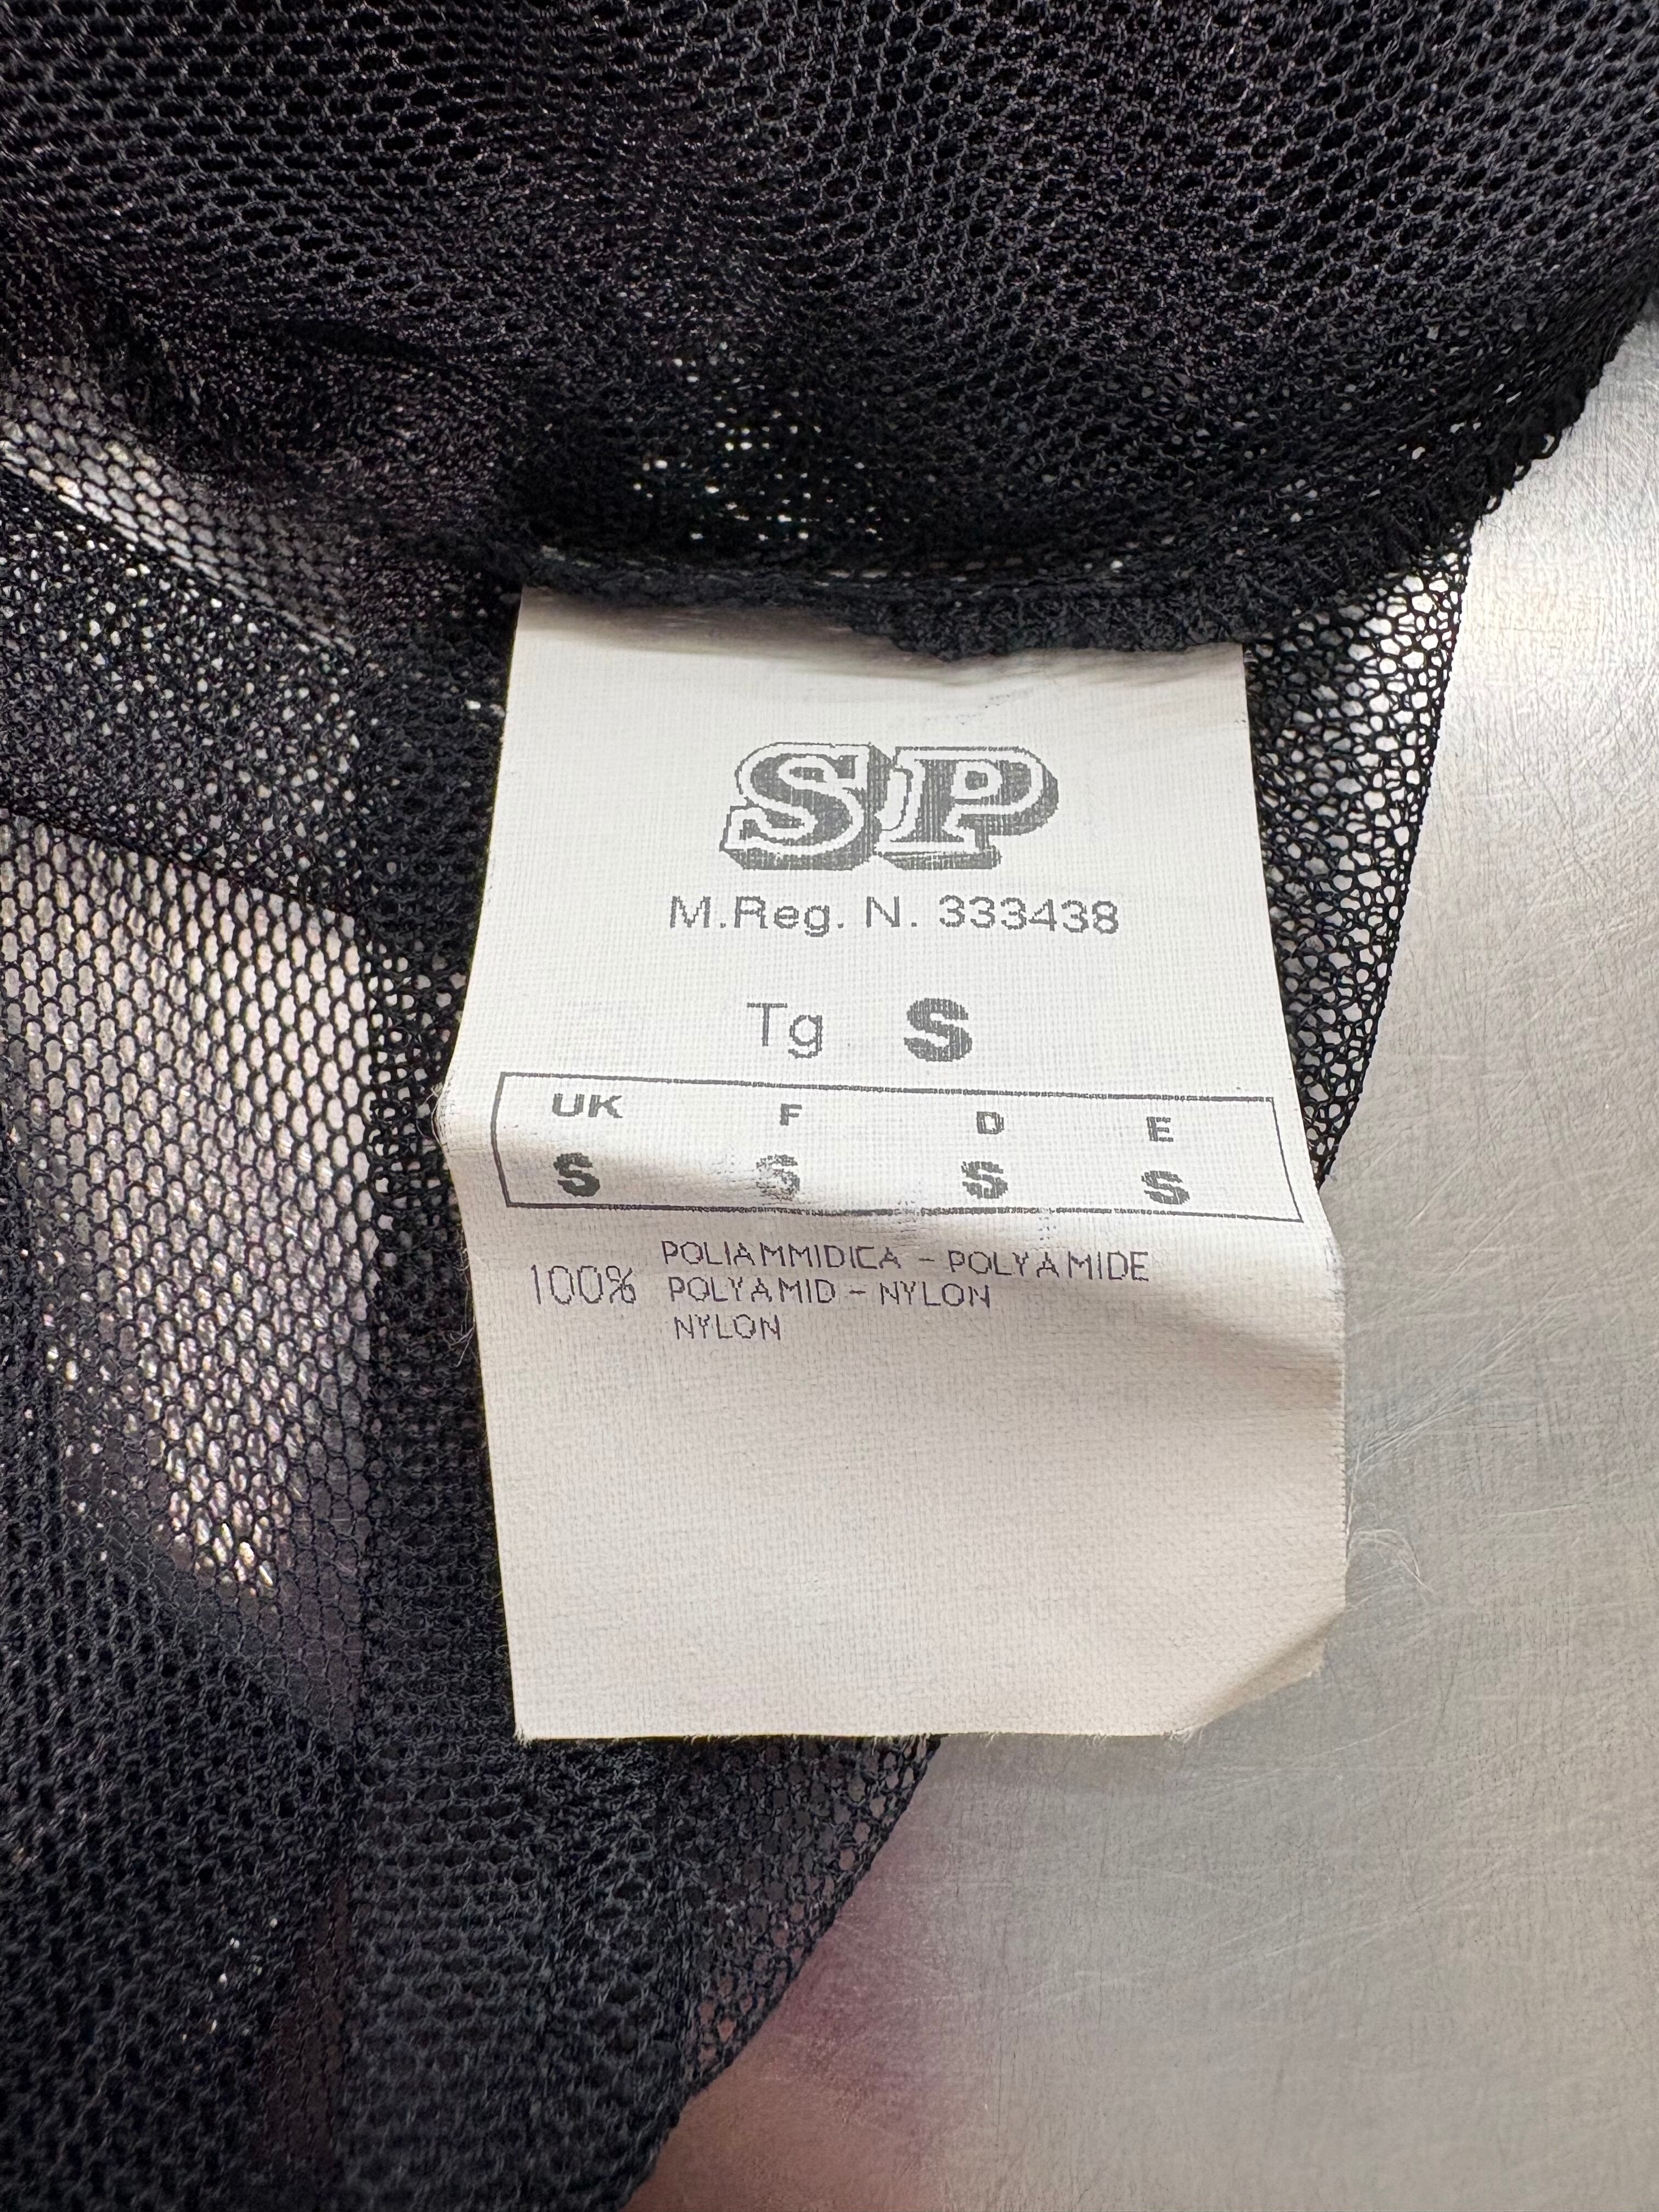 SP
M.Reg. N. 333438
Tg S
UK F D E
S S S S
100% POLIAMMIDICA - POLYAMIDE
POLYAMID - NYLON
NYLON